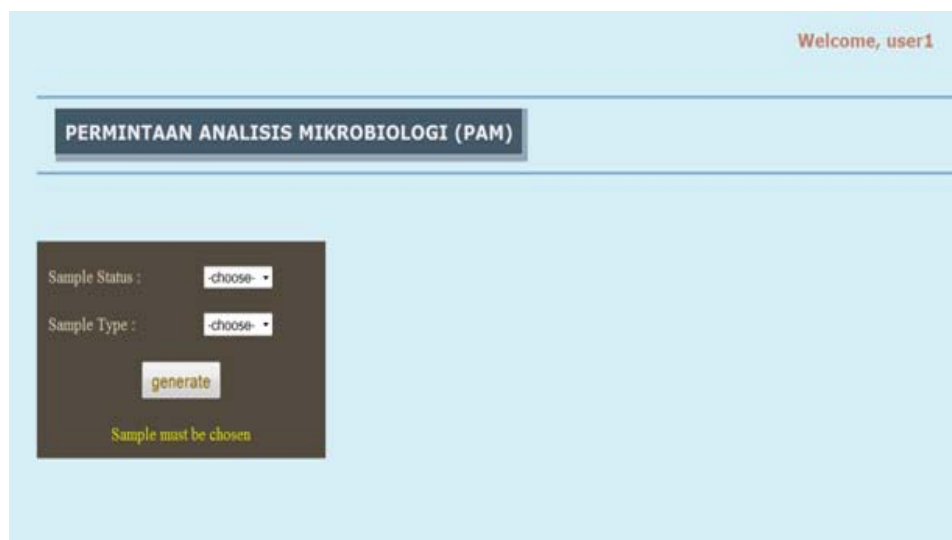 Welcome, user1
PERMINTAAN ANALISIS MIKROBIOLOGI (PAM)
Sample Status : -choose-
Sample Type : -choose-
generate
Sample must be chosen